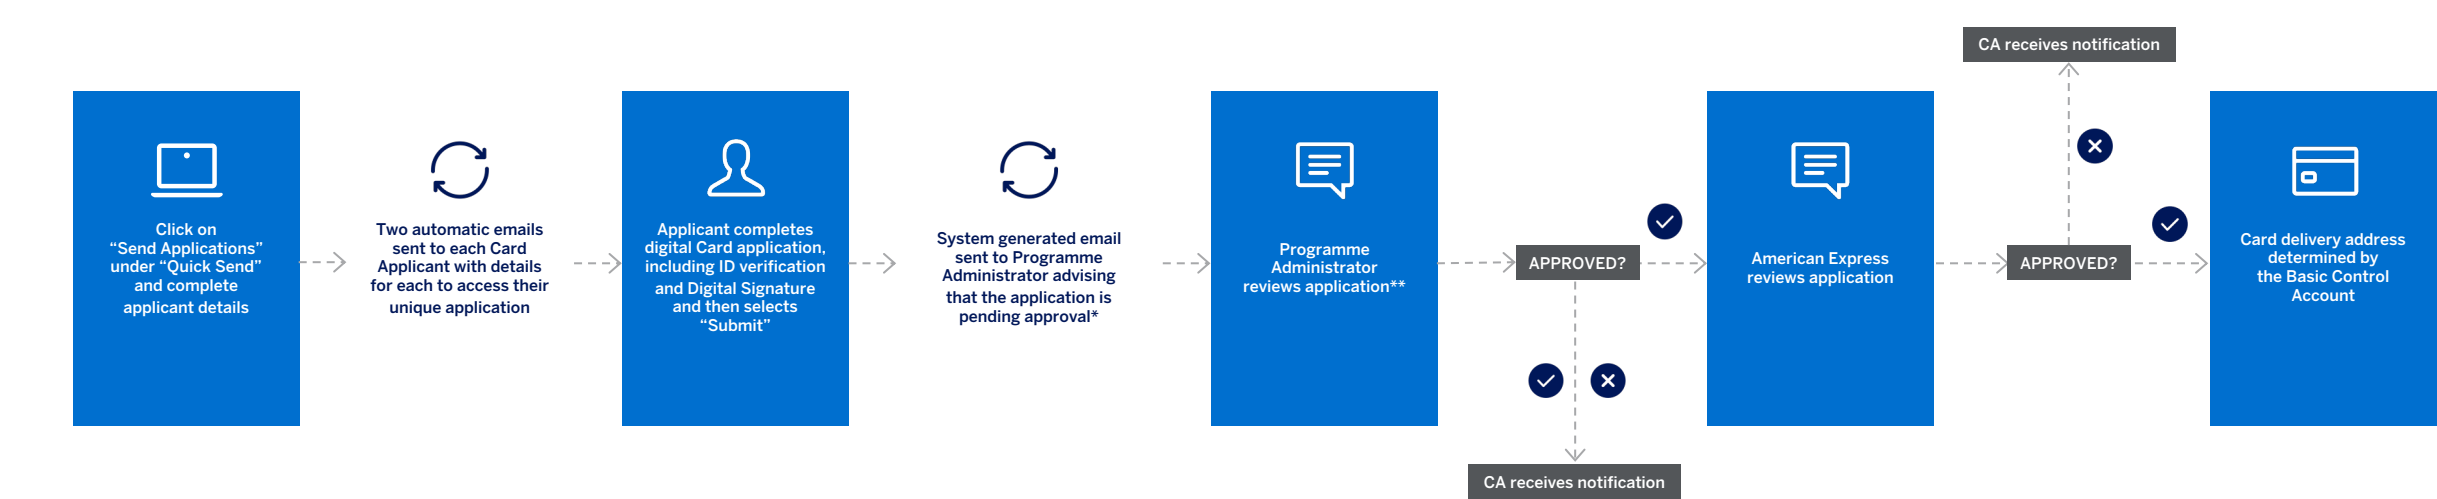 CA receives notification
Click on
“Send Applications”
under “Quick Send”
and complete
applicant details
Two automatic emails
sent to each Card
Applicant with details
for each to access their
unique application
Applicant completes
digital Card application,
including ID verification
and Digital Signature
and then selects
“Submit”
System generated email
sent to Programme
Administrator advising
that the application is
pending approval*
Programme
Administrator
reviews application**
APPROVED?
American Express
reviews application
APPROVED?
Card delivery address
determined by
the Basic Control
Account
CA receives notification